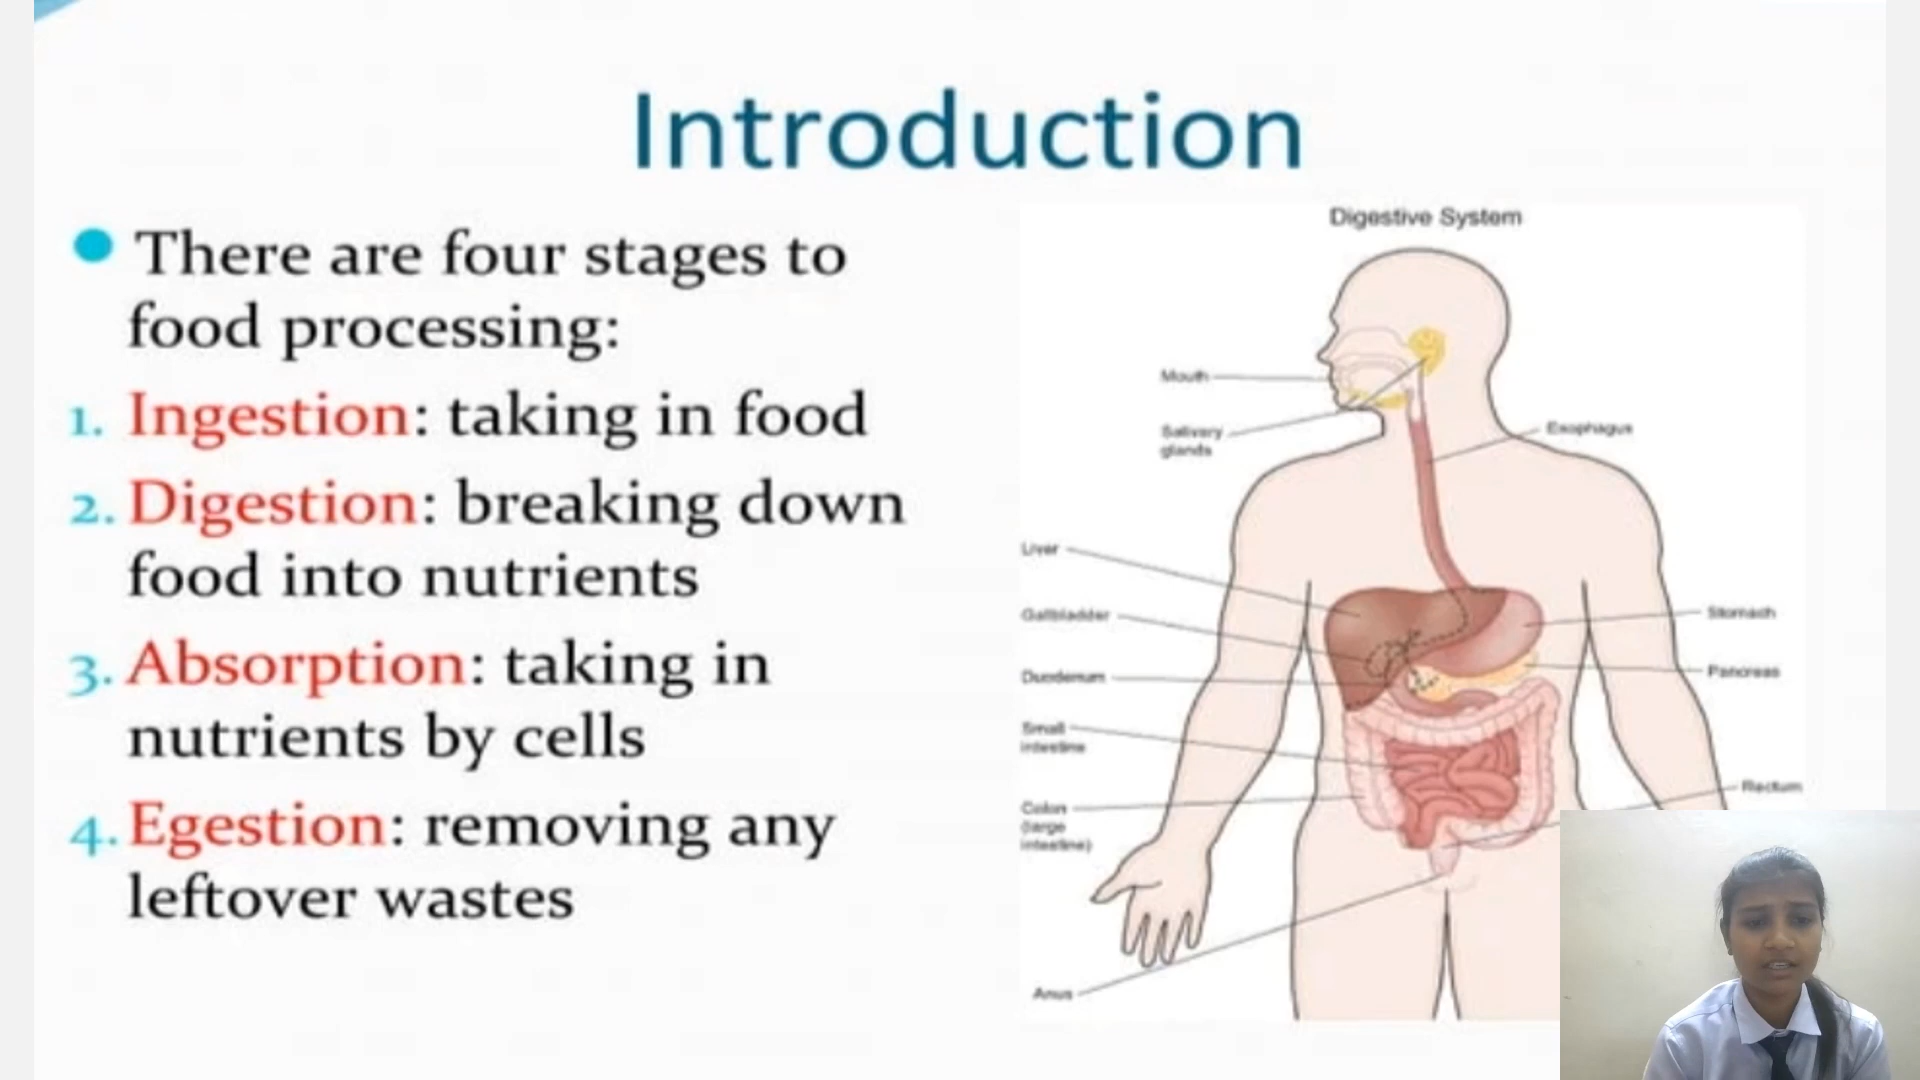 Introduction
There are four stages to
food processing:
1. Ingestion: taking in food
2. Digestion: breaking down
food into nutrients
3. Absorption: taking in
nutrients by cells
4. Egestion: removing any
leftover wastes
Digestive System
Mouth
Salivary
glands
Esophagus
Liver
Gallbladder
Stomach
Duodenum
Pancreas
Small
intestine
Rectum
Colon
(large
intestine)
Anus